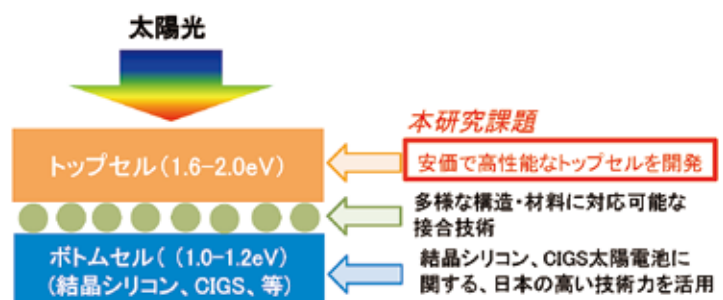 太陽光
本研究課題
トップセル(1.6-2.0eV)
安価で高性能なトップセルを開発
多様な構造・材料に対応可能な
接合技術
ボトムセル( (1.0-1.2eV)
(結晶シリコン、CIGS、等)
結晶シリコン、CIGS太陽電池に
関する、日本の高い技術力を活用